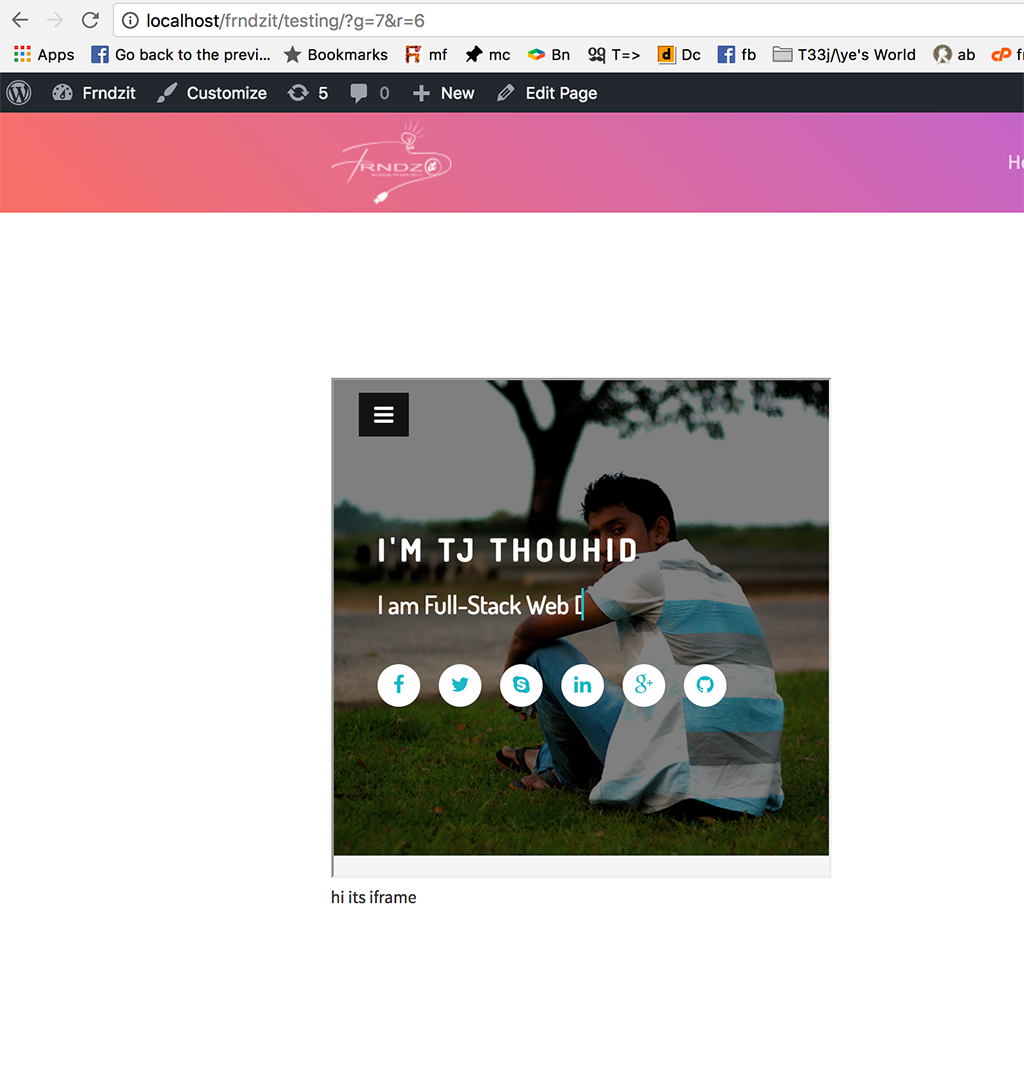 localhost/frndzit/testing/?g=7&r=6
Apps Go back to the previ... Bookmarks mf mc Bn T=> Dc fb T33j/\ye's World ab
Frndzit Customize 5 0 New Edit Page
FRNDZ
I'M TJ THOUHID
I am Full-Stack Web
hi its iframe